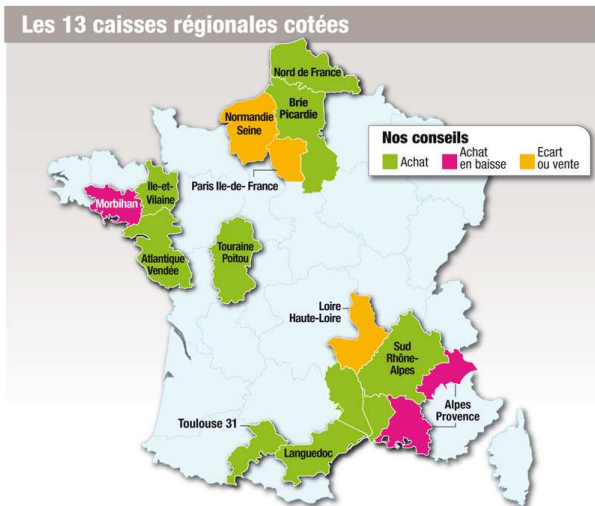 Les 13 caisses régionales cotées
Nord de France
Brie
Picardie
Normandie
Seine
Nos conseils
Achat
Achat
en baisse
Ecart
ou vente
Paris Ile-de- France
Ile-et-
Vilaine
Morbihan
Atlantique
Vendée
Touraine
Poitou
Loire
Haute-Loire
Sud
Rhône-
Alpes
Alpes
Provence
Toulouse 31
Languedoc